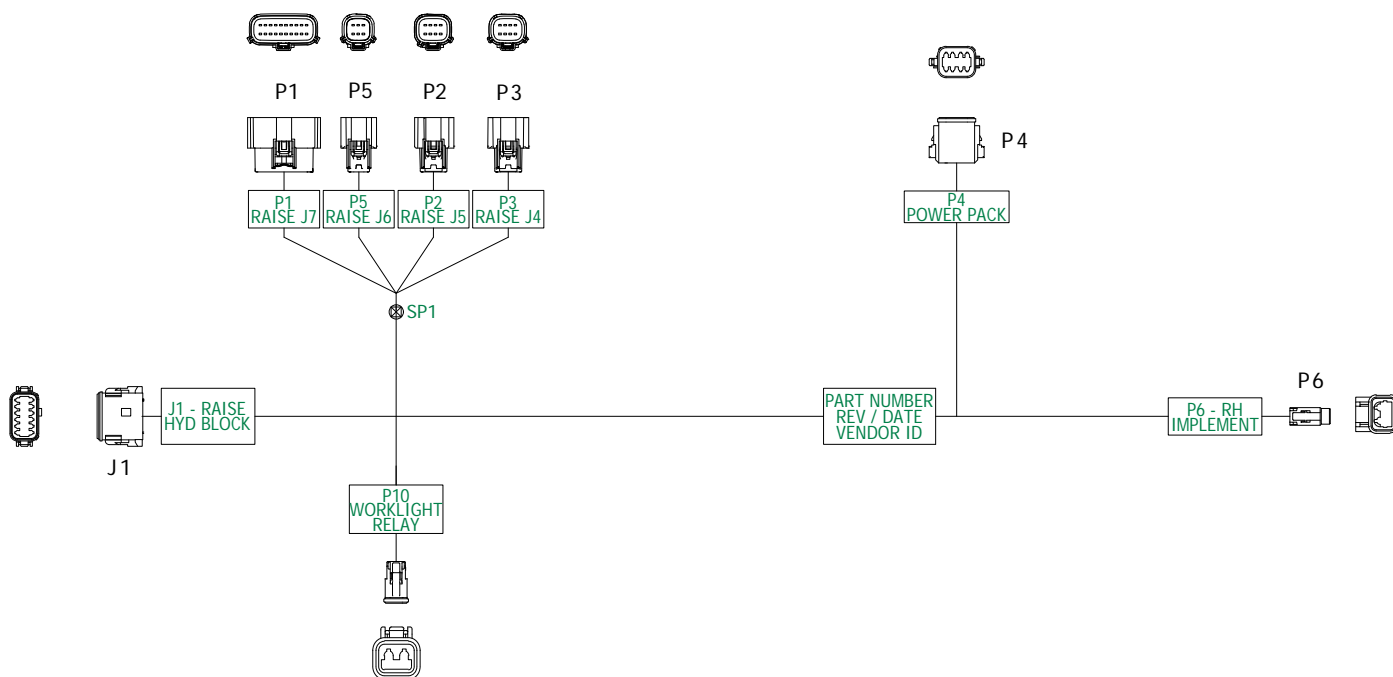 P1
P5
P2
P3
P4
P1
RAISE J7
P5
RAISE J6
P2
RAISE J5
P3
RAISE J4
P4
POWER PACK
SP1
J1 - RAISE
HYD BLOCK
J1
PART NUMBER
REV / DATE
VENDOR ID
P6 - RH
IMPLEMENT
P6
P10
WORKLIGHT
RELAY